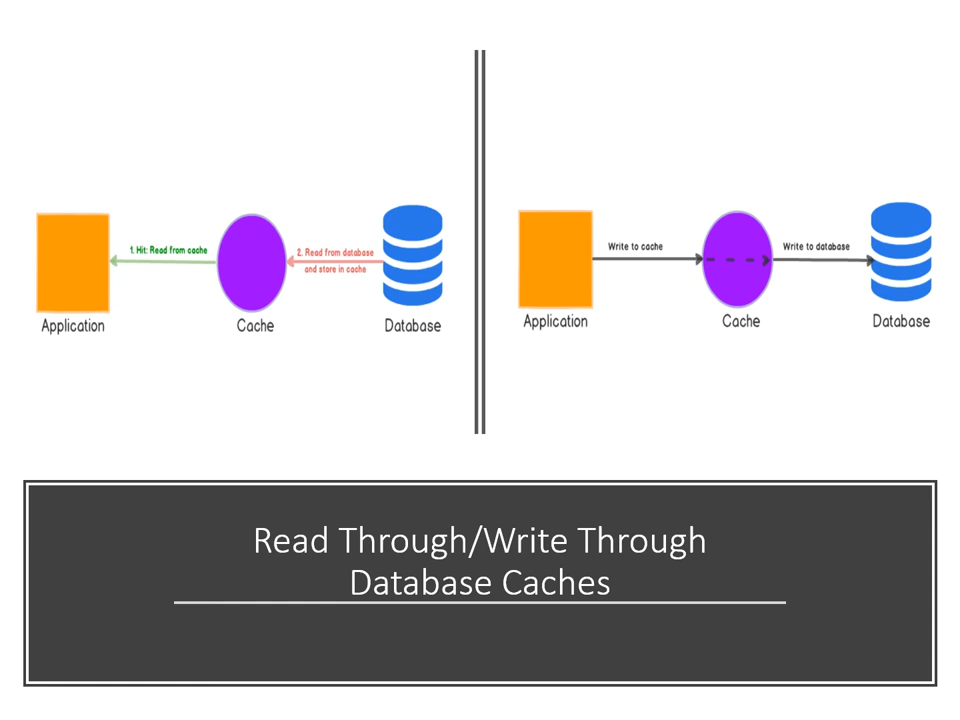 1. Hit: Read from cache
2. Read from database
and store in cache
Application
Cache
Database
Write to cache
Write to database
Application
Cache
Database
Read Through/Write Through
Database Caches